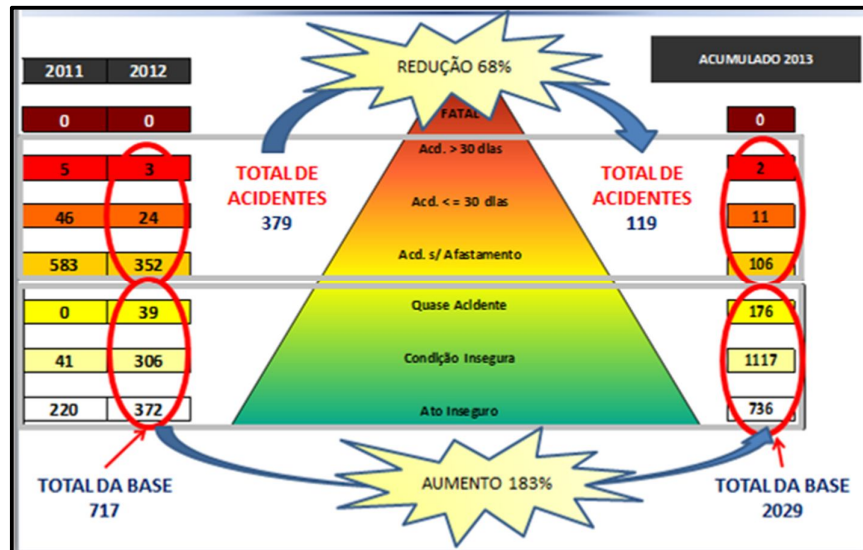 REDUÇÃO 68%
2011 2012
ACUMULADO 2013
0 0
FATAL
0
5 3
Acd. > 30 dias
2
TOTAL DE
ACIDENTES
379
TOTAL DE
ACIDENTES
119
46 24
Acd. <= 30 dias
11
583 352
Acd. s/ Afastamento
106
0 39
Quase Acidente
176
41 306
Condição Insegura
1117
220 372
Ato Inseguro
736
TOTAL DA BASE
717
AUMENTO 183%
TOTAL DA BASE
2029